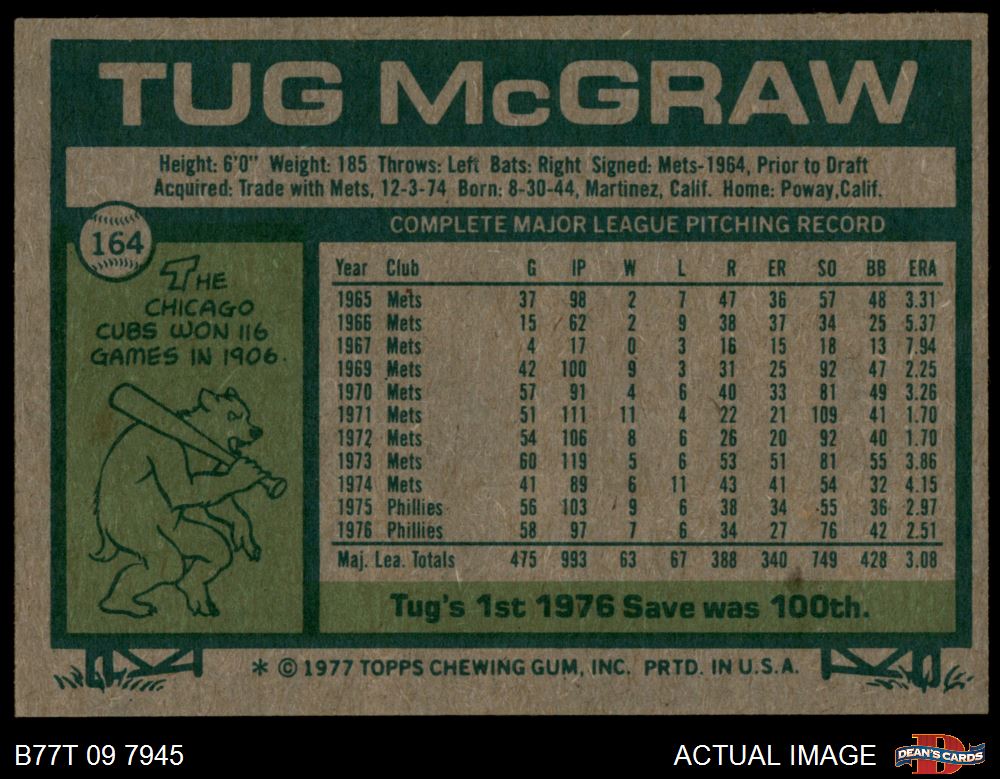 TUG McGRAW
Height: 6'0" Weight: 185 Throws: Left Bats: Right Signed: Mets-1964, Prior to Draft
Acquired: Trade with Mets, 12-3-74 Born: 8-30-44, Martinez, Calif. Home: Poway,Calif.
164
THE
CHICAGO
CUBS WON 116
GAMES IN 1906.
COMPLETE MAJOR LEAGUE PITCHING RECORD
Year Club G IP W L R ER SO BB ERA
1965 Mets 37 98 2 7 47 36 57 48 3.31
1966 Mets 15 62 2 9 38 37 34 25 5.37
1967 Mets 4 17 0 3 16 15 18 13 7.94
1969 Mets 42 100 9 3 31 25 92 47 2.25
1970 Mets 57 91 4 6 40 33 81 49 3.26
1971 Mets 51 111 11 4 22 21 109 41 1.70
1972 Mets 54 106 8 6 26 20 92 40 1.70
1973 Mets 60 119 5 6 53 51 81 55 3.86
1974 Mets 41 89 6 11 43 41 54 32 4.15
1975 Phillies 56 103 9 6 38 34 55 36 2.97
1976 Phillies 58 97 7 6 34 27 76 42 2.51
Maj. Lea. Totals 475 993 63 67 388 340 749 428 3.08
Tug's 1st 1976 Save was 100th.
* © 1977 TOPPS CHEWING GUM, INC. PRTD. IN U.S.A.
B77T 09 7945
ACTUAL IMAGE
D
DEAN'S CARDS